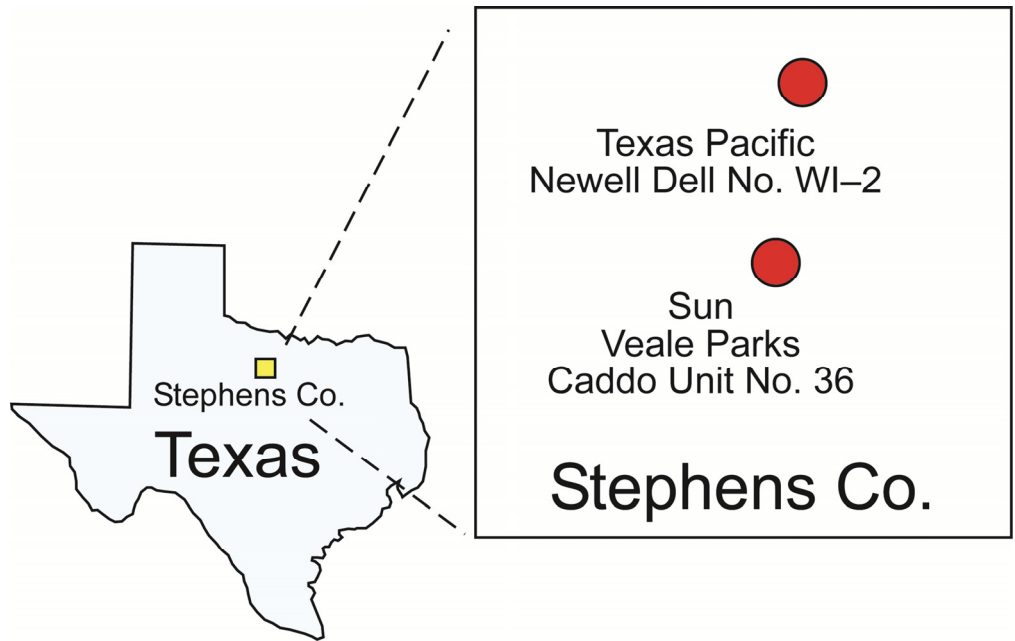 Texas Pacific
Newell Dell No. WI–2
Sun
Veale Parks
Caddo Unit No. 36
Stephens Co.
Stephens Co.
Texas